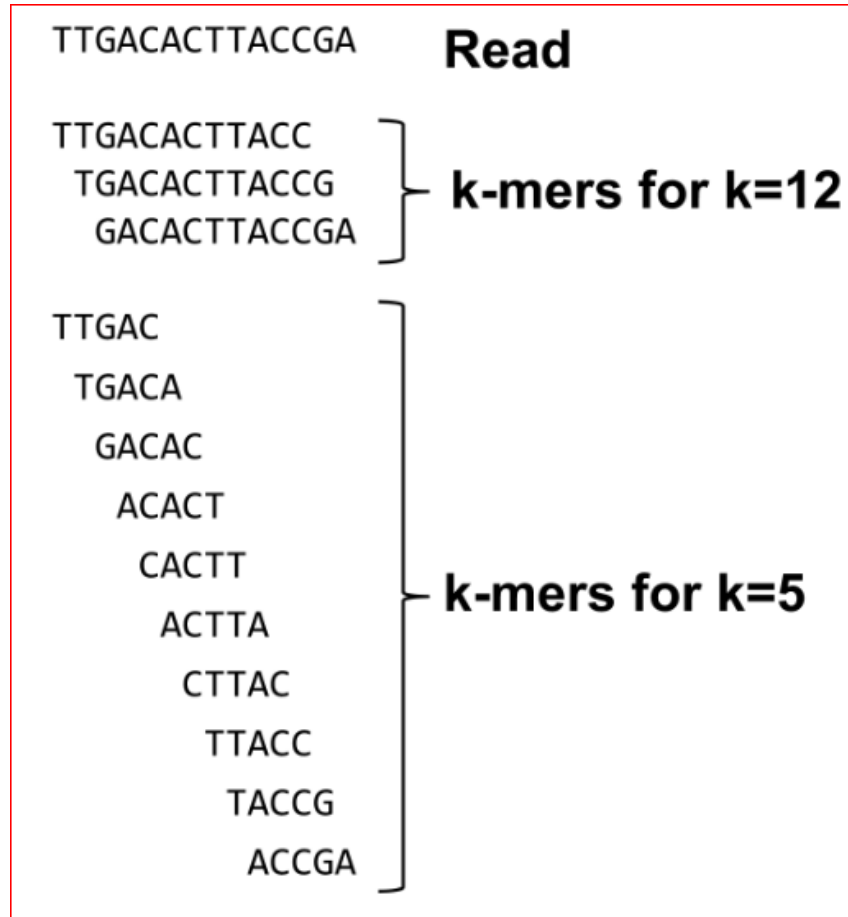 TTGACACTTACCGA Read
TTGACACTTACC
TGACACTTACCG
GACACTTACCGA
k-mers for k=12
TTGAC
TGACA
GACAC
ACACT
CACTT
ACTTA
CTTAC
TTACC
TACCG
ACCGA
k-mers for k=5